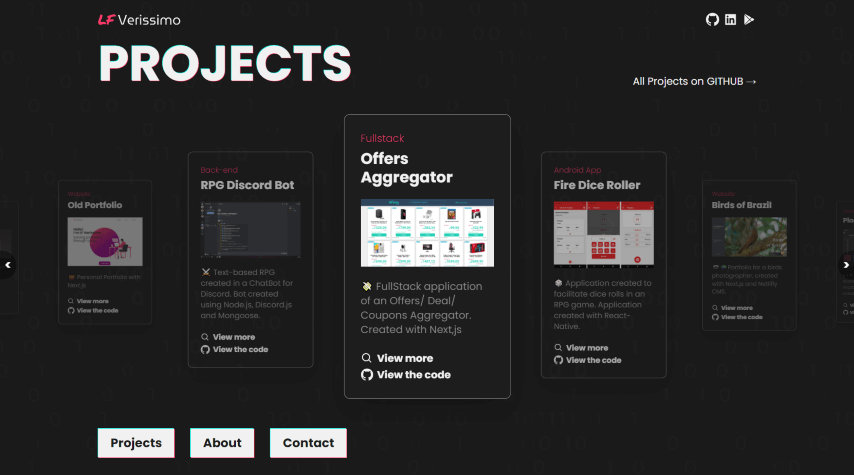 LF Verissimo
PROJECTS
All Projects on GITHUB →
Website
Old Portfolio
Personal Portfolio with
Next.js
View more
View the code
Back-end
RPG Discord Bot
Text-based RPG
created in a ChatBot for
Discord. Bot created
using Node.js, Discord.js
and Mongoose.
View more
View the code
Fullstack
Offers
Aggregator
FullStack application
of an Offers/ Deal/
Coupons Aggregator.
Created with Next,js
View more
View the code
Android App
Fire Dice Roller
Application created to
facilitate dice rolls in an
RPG game. Application
created with React-
Native.
View more
View the code
Website
Birds of Brazil
Portfolio for a Birds
photographer, created
with Next.js and Netlify
CMS.
View more
View the code
Projects
About
Contact